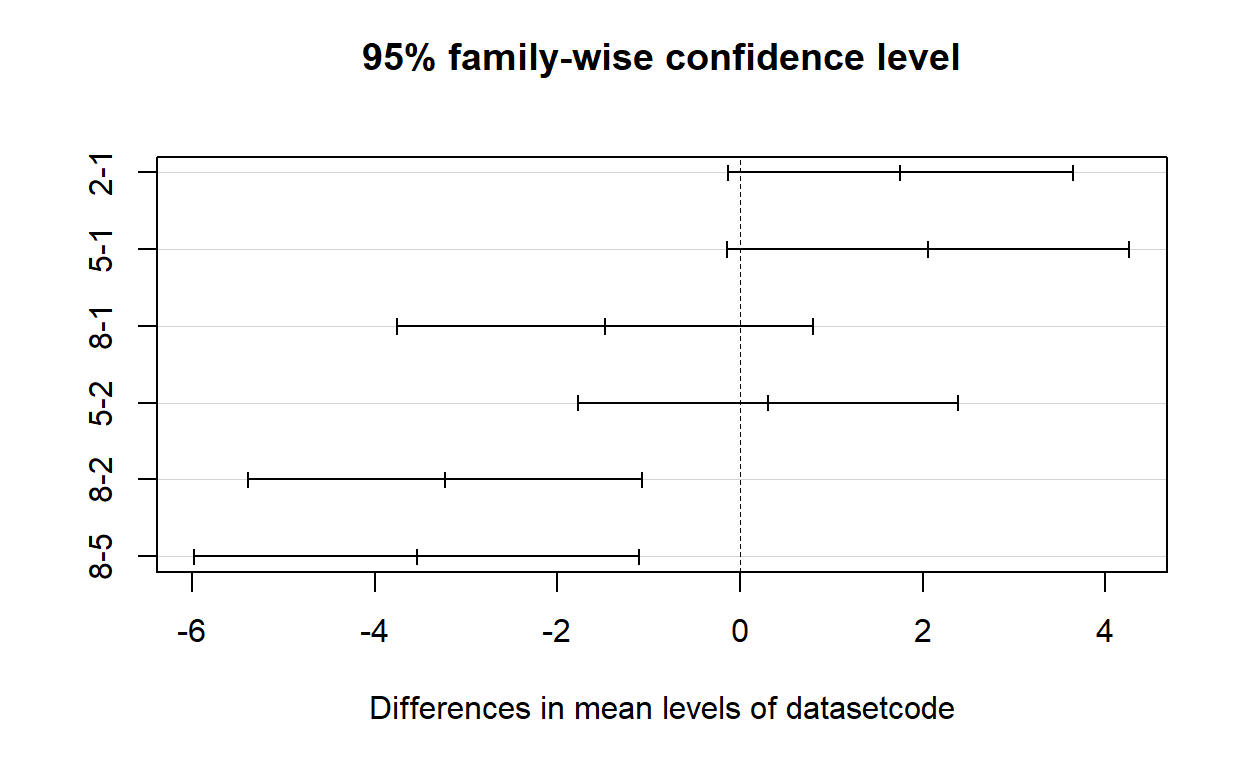 95% family-wise confidence level
2-1
5-1
8-1
5-2
8-2
8-5
-6 -4 -2 0 2 4
Differences in mean levels of datasetcode